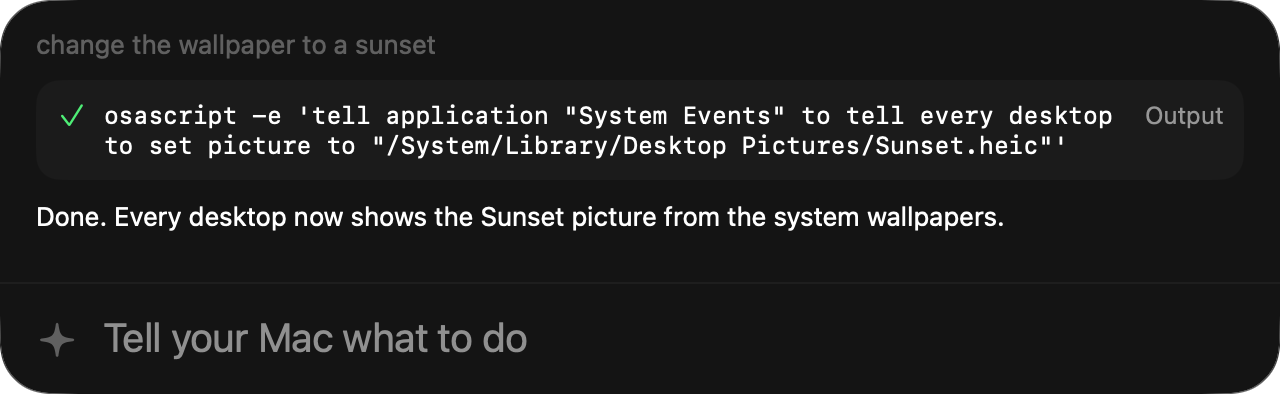 change the wallpaper to a sunset
osascript -e 'tell application "System Events" to tell every desktop
to set picture to "/System/Library/Desktop Pictures/Sunset.heic"'
Output
Done. Every desktop now shows the Sunset picture from the system wallpapers.
Tell your Mac what to do